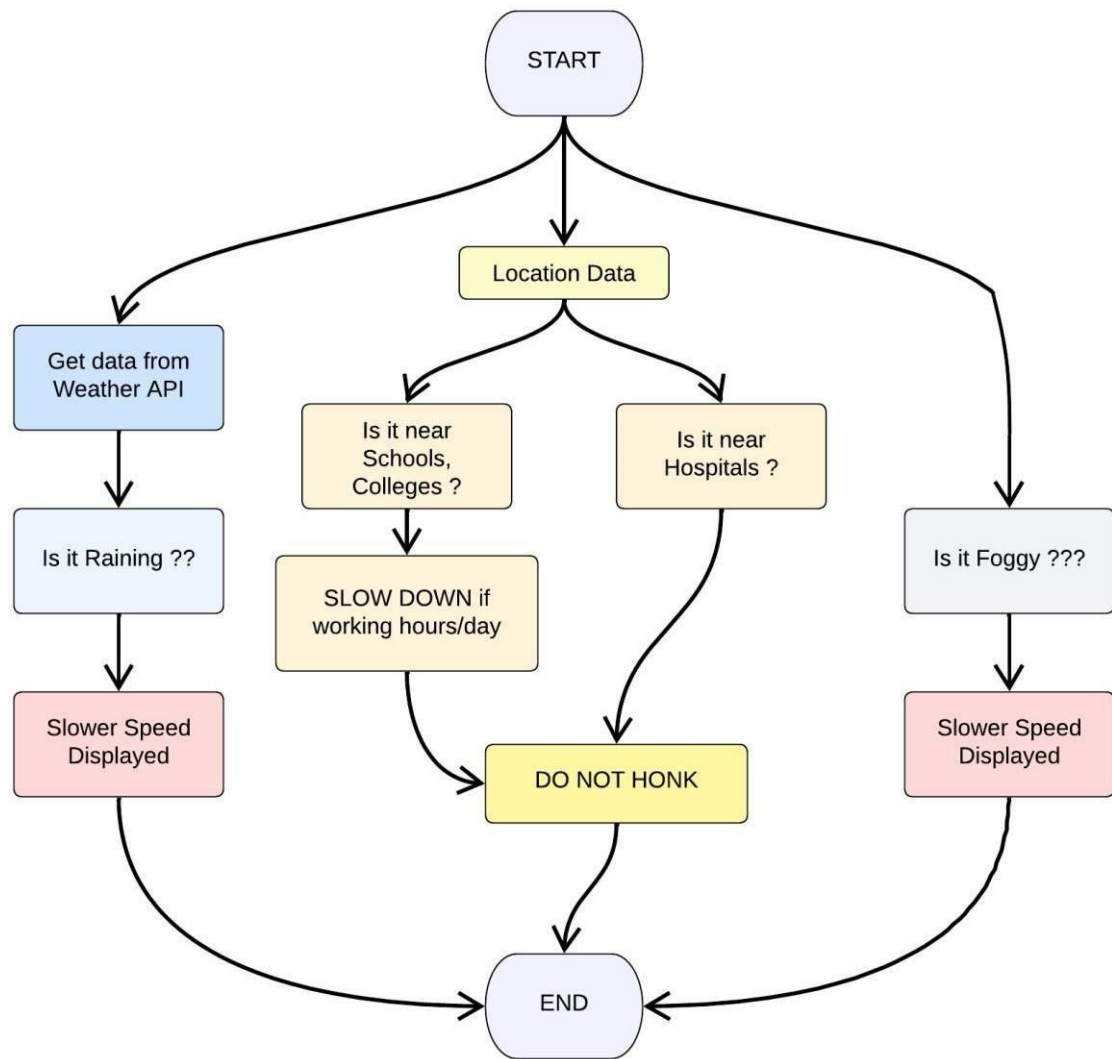 START
Location Data
Get data from
Weather API
Is it near
Schools,
Colleges ?
Is it near
Hospitals ?
Is it Raining ??
Is it Foggy ???
SLOW DOWN if
working hours/day
Slower Speed
Displayed
DO NOT HONK
Slower Speed
Displayed
END